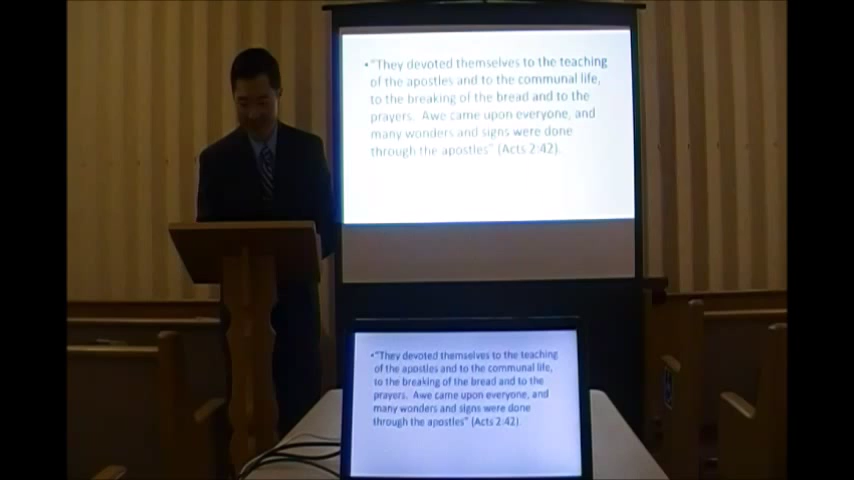 •"They devoted themselves to the teaching
of the apostles and to the communal life,
to the breaking of the bread and to the
prayers.  Awe came upon everyone, and
many wonders and signs were done
through the apostles" (Acts 2:42).
•"They devoted themselves to the teaching
of the apostles and to the communal life,
to the breaking of the bread and to the
prayers.  Awe came upon everyone, and
many wonders and signs were done
through the apostles" (Acts 2:42).